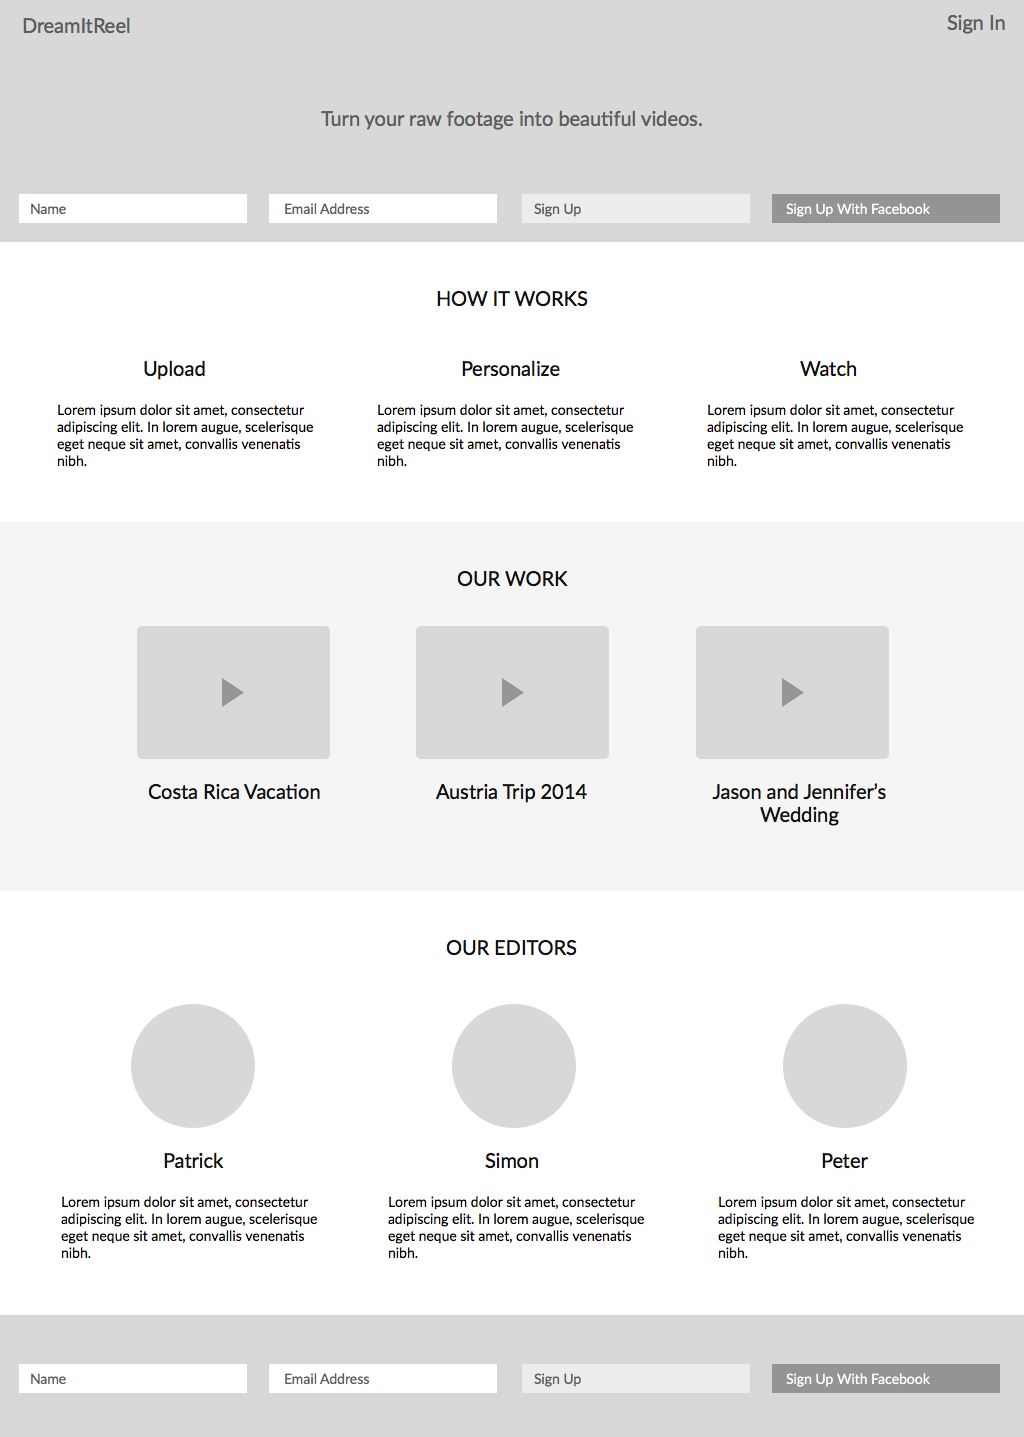 DreamItReel
Sign In
Turn your raw footage into beautiful videos.
Name
Email Address
Sign Up
Sign Up With Facebook
HOW IT WORKS
Upload
Lorem ipsum dolor sit amet, consectetur
adipiscing elit. In lorem augue, scelerisque
eget neque sit amet, convallis venenatis
nibh.
Personalize
Lorem ipsum dolor sit amet, consectetur
adipiscing elit. In lorem augue, scelerisque
eget neque sit amet, convallis venenatis
nibh.
Watch
Lorem ipsum dolor sit amet, consectetur
adipiscing elit. In lorem augue, scelerisque
eget neque sit amet, convallis venenatis
nibh.
OUR WORK
Costa Rica Vacation
Austria Trip 2014
Jason and Jennifer’s
Wedding
OUR EDITORS
Patrick
Lorem ipsum dolor sit amet, consectetur
adipiscing elit. In lorem augue, scelerisque
eget neque sit amet, convallis venenatis
nibh.
Simon
Lorem ipsum dolor sit amet, consectetur
adipiscing elit. In lorem augue, scelerisque
eget neque sit amet, convallis venenatis
nibh.
Peter
Lorem ipsum dolor sit amet, consectetur
adipiscing elit. In lorem augue, scelerisque
eget neque sit amet, convallis venenatis
nibh.
Name
Email Address
Sign Up
Sign Up With Facebook